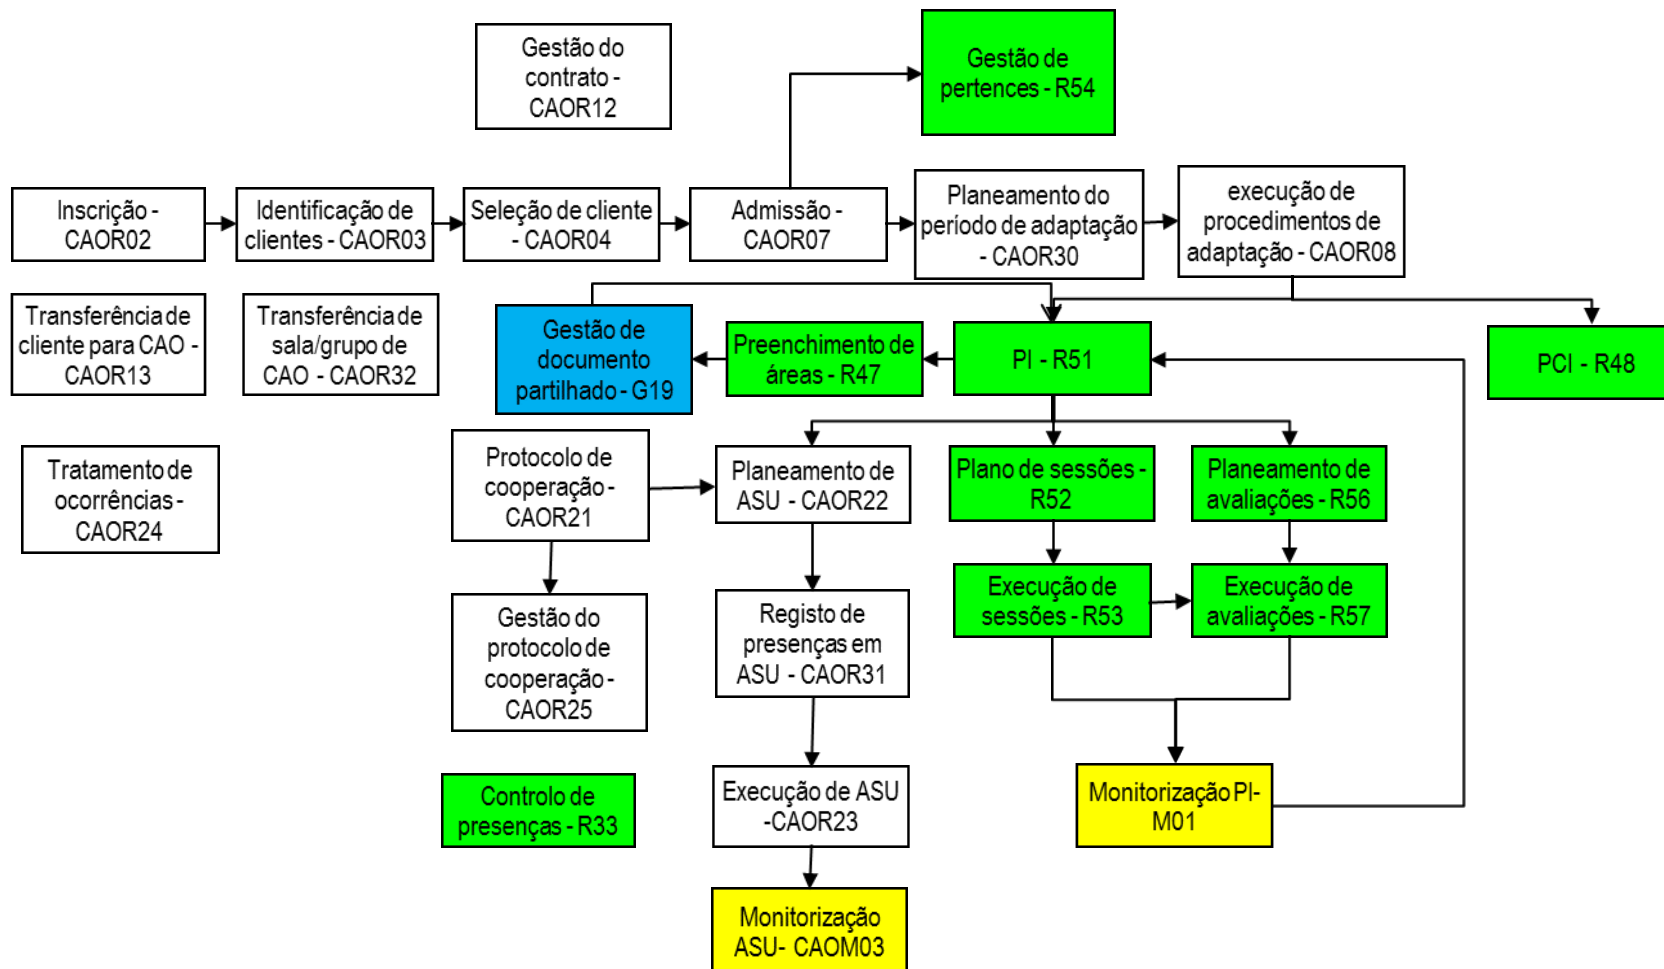 Gestão do
contrato -
CAOR12
Gestão de
pertences - R54
Inscrição -
CAOR02
Identificação de
clientes - CAOR03
Seleção de cliente
- CAOR04
Admissão -
CAOR07
Planeamento do
período de adaptação
- CAOR30
execução de
procedimentos de
adaptação - CAOR08
Transferência de
cliente para CAO -
CAOR13
Transferência de
sala/grupo de
CAO - CAOR32
Gestão de
documento
partilhado - G19
Preenchimento de
áreas - R47
PI - R51
PCI - R48
Tratamento de
ocorrências -
CAOR24
Protocolo de
cooperação -
CAOR21
Planeamento de
ASU - CAOR22
Plano de sessões -
R52
Planeamento de
avaliações - R56
Gestão do
protocolo de
cooperação -
CAOR25
Registo de
presenças em
ASU - CAOR31
Execução de
sessões - R53
Execução de
avaliações - R57
Controlo de
presenças - R33
Execução de ASU
-CAOR23
Monitorização PI-
M01
Monitorização
ASU- CAOM03